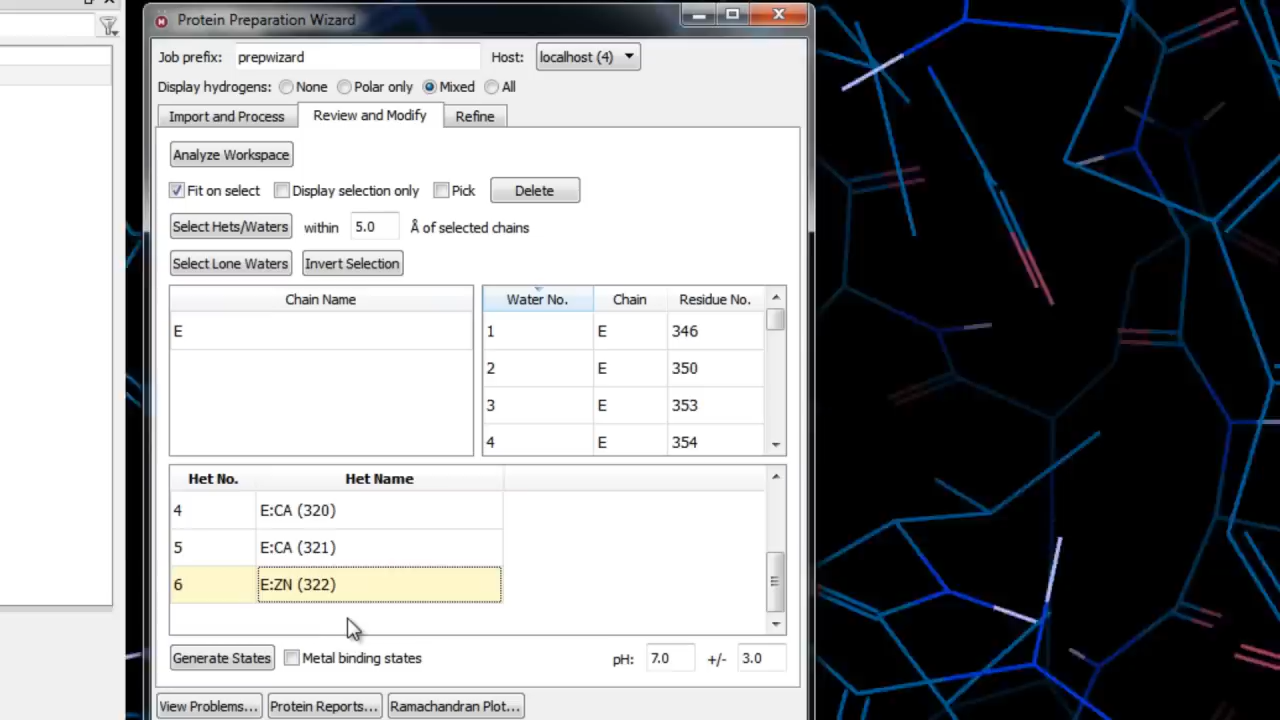 Protein Preparation Wizard
Job prefix: prepwizard Host: localhost (4)
Display hydrogens: None Polar only Mixed All
Import and Process Review and Modify Refine
Analyze Workspace
Fit on select Display selection only Pick Delete
Select Hets/Waters within 5.0 Å of selected chains
Select Lone Waters Invert Selection
Chain Name Water No. Chain Residue No.
E 1 E 346
2 E 350
3 E 353
4 E 354
Het No. Het Name
4 E:CA (320)
5 E:CA (321)
6 E:ZN (322)
Generate States Metal binding states pH: 7.0 +/- 3.0
View Problems... Protein Reports... Ramachandran Plot...